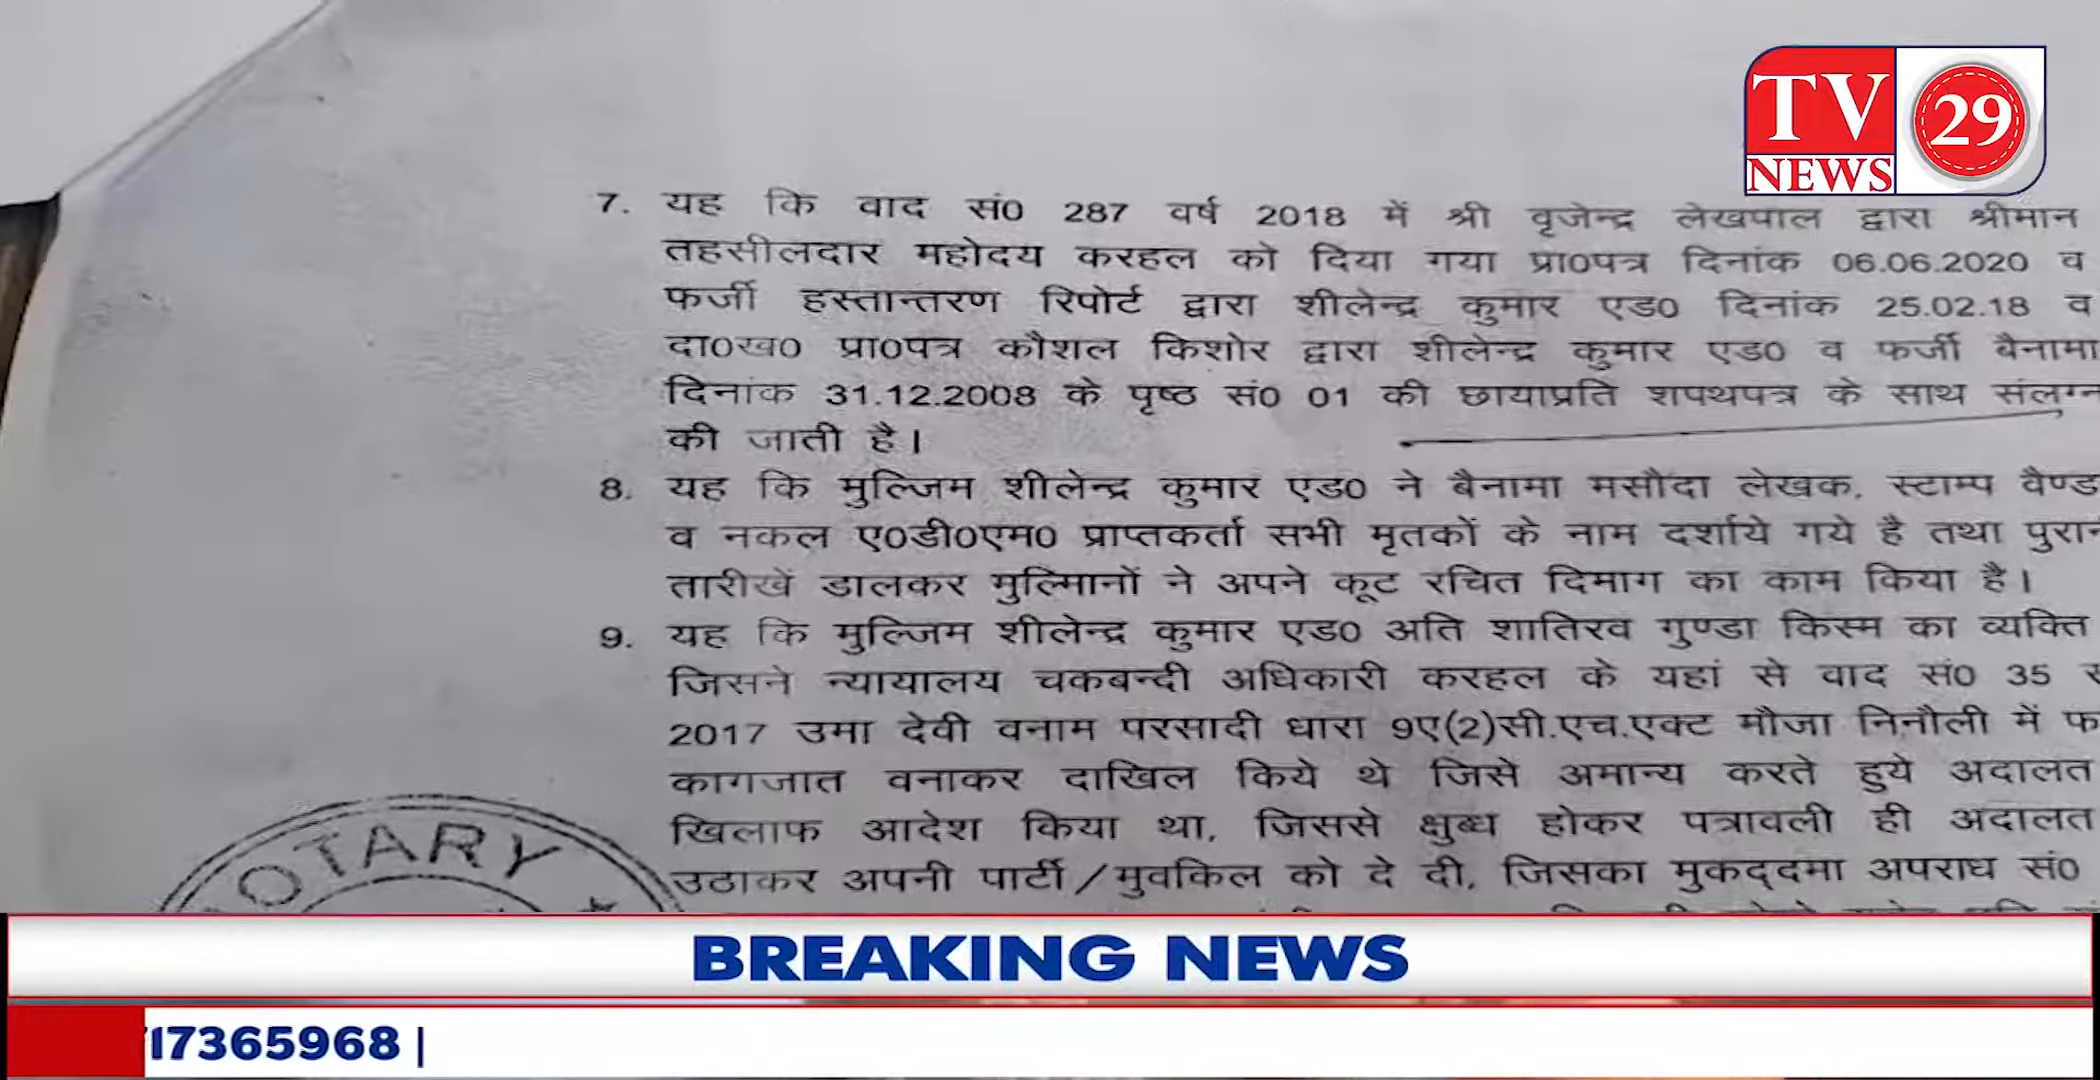 TV
NEWS
29
7. यह कि वाद सं0 287 वर्ष 2018 में श्री वृजेन्द्र लेखपाल द्वारा श्रीमान
तहसीलदार महोदय करहल को दिया गया प्रा0पत्र दिनांक 06.06.2020 व
फर्जी हस्तान्तरण रिपोर्ट द्वारा शीलेन्द्र कुमार एड0 दिनांक 25.02.18 व
दा0ख0 प्रा0पत्र कौशल किशोर द्वारा शीलेन्द्र कुमार एड0 व फर्जी बैनामा
दिनांक 31.12.2008 के पृष्ठ सं0 01 की छायाप्रति शपथपत्र के साथ संलग्न
की जाती है।
8. यह कि मुल्जिम शीलेन्द्र कुमार एड0 ने बैनामा मसौदा लेखक, स्टाम्प
व नकल ए0डी0एम0 प्राप्तकर्ता सभी मृतकों के नाम दर्शाये गये है तथा
तारीखें डालकर मुल्मिानों ने अपने कूट रचित दिमाग का काम किया है।
9. यह कि मुल्जिम शीलेन्द्र कुमार एड0 अति शातिरव गुण्डा किस्म का व्यक्ति
जिसने न्यायालय चकबन्दी अधिकारी करहल के यहां से वाद सं0 35
2017 उमा देवी वनाम परसादी धारा 9ए(2)सी.एच.एक्ट मौजा निनौली में
कागजात वनाकर दाखिल किये थे जिसे अमान्य करते हुये अदालत
खिलाफ आदेश किया था, जिससे क्षुब्ध होकर पत्रावली ही अदालत
उठाकर अपनी पार्टी/मुवकिल को दे दी, जिसका मुकद्दमा अपराध सं0
NOTARY
BREAKING NEWS
17365968 |